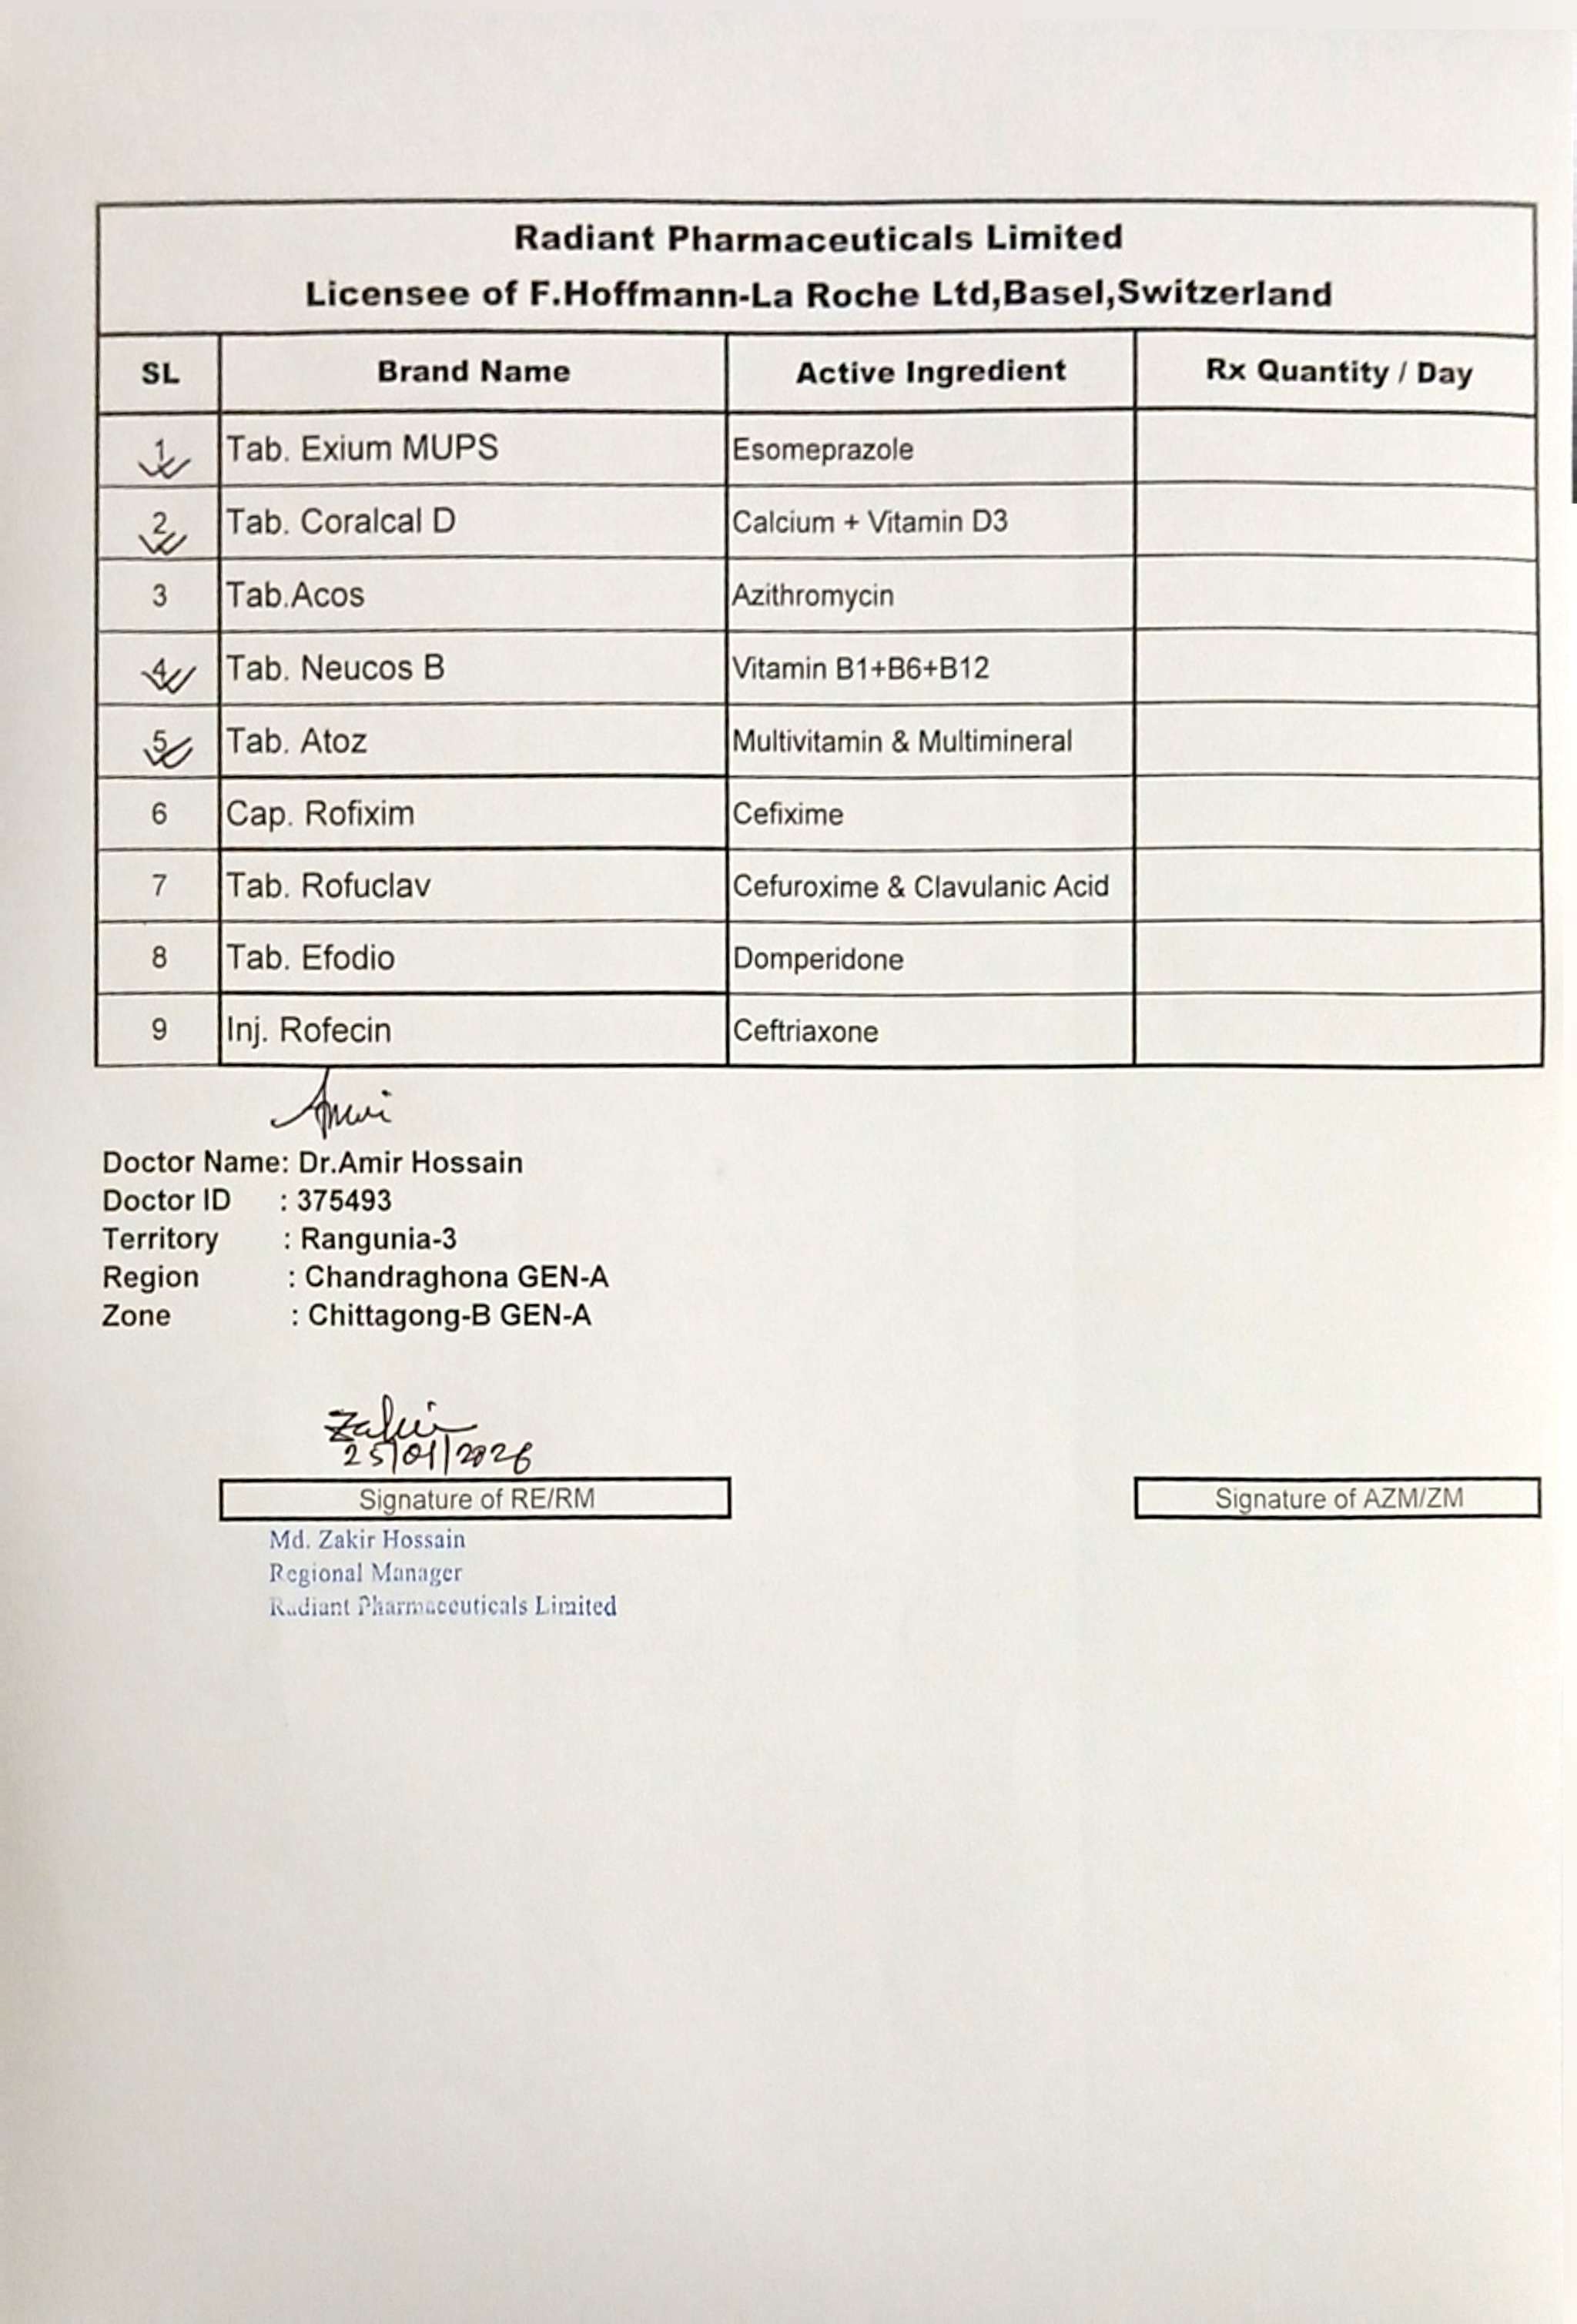 Radiant Pharmaceuticals Limited
Licensee of F.Hoffmann-La Roche Ltd,Basel,Switzerland
SL Brand Name Active Ingredient Rx Quantity / Day
1 Tab. Exium MUPS Esomeprazole
2 Tab. Coralcal D Calcium + Vitamin D3
3 Tab.Acos Azithromycin
4 Tab. Neucos B Vitamin B1+B6+B12
5 Tab. Atoz Multivitamin & Multimineral
6 Cap. Rofixim Cefixime
7 Tab. Rofuclav Cefuroxime & Clavulanic Acid
8 Tab. Efodio Domperidone
9 Inj. Rofecin Ceftriaxone
Amir
Doctor Name: Dr.Amir Hossain
Doctor ID : 375493
Territory : Rangunia-3
Region : Chandraghona GEN-A
Zone : Chittagong-B GEN-A
Zakir
25/01/2026
Signature of RE/RM Signature of AZM/ZM
Md. Zakir Hossain
Regional Manager
Radiant Pharmaceuticals Limited